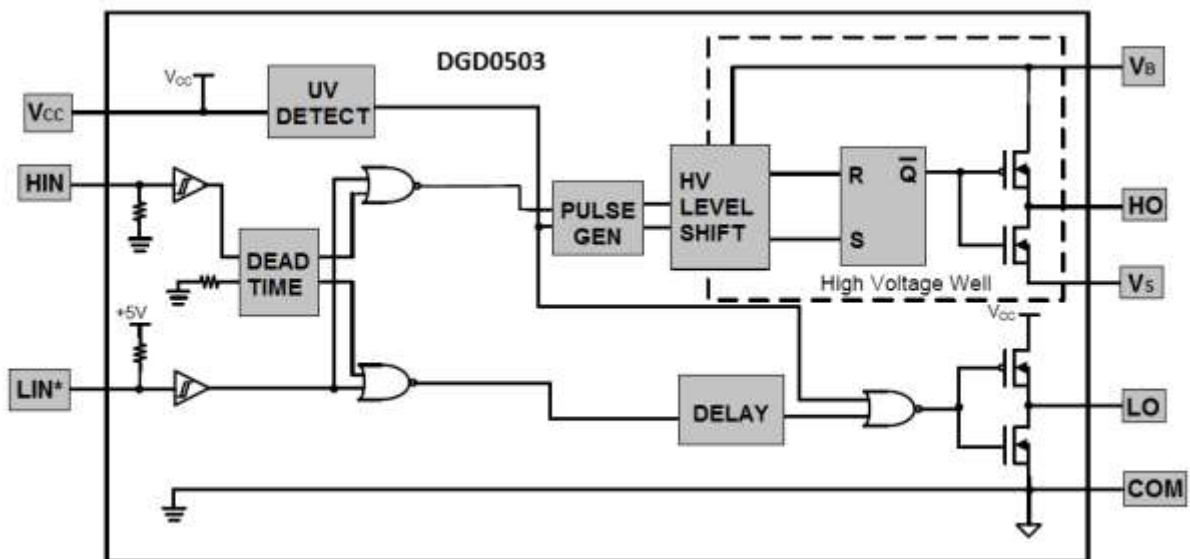 DGD0503
VCC
VCC
UV
DETECT
VB
HIN
HV
LEVEL
SHIFT
R
Q
S
PULSE
GEN
HO
DEAD
TIME
High Voltage Well
VS
+5V
VCC
LIN*
DELAY
LO
COM